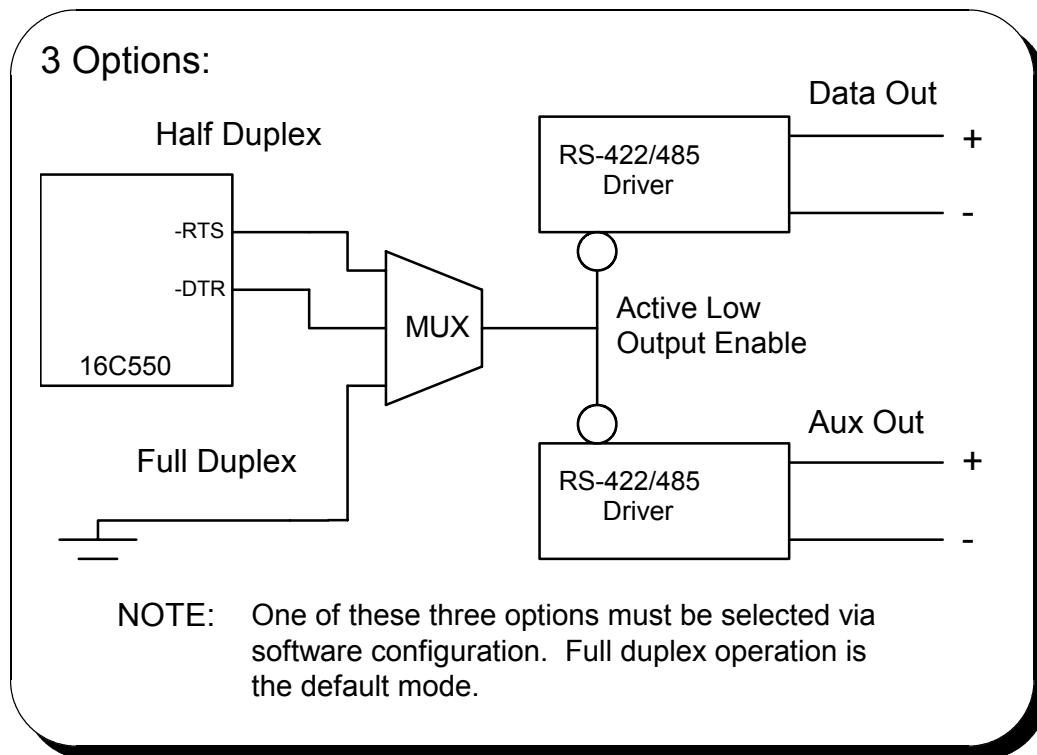 3 Options:
Half Duplex
-RTS
-DTR
16C550
MUX
Full Duplex
RS-422/485
Driver
Data Out
+
-
Active Low
Output Enable
RS-422/485
Driver
Aux Out
+
-
NOTE: One of these three options must be selected via
software configuration. Full duplex operation is
the default mode.